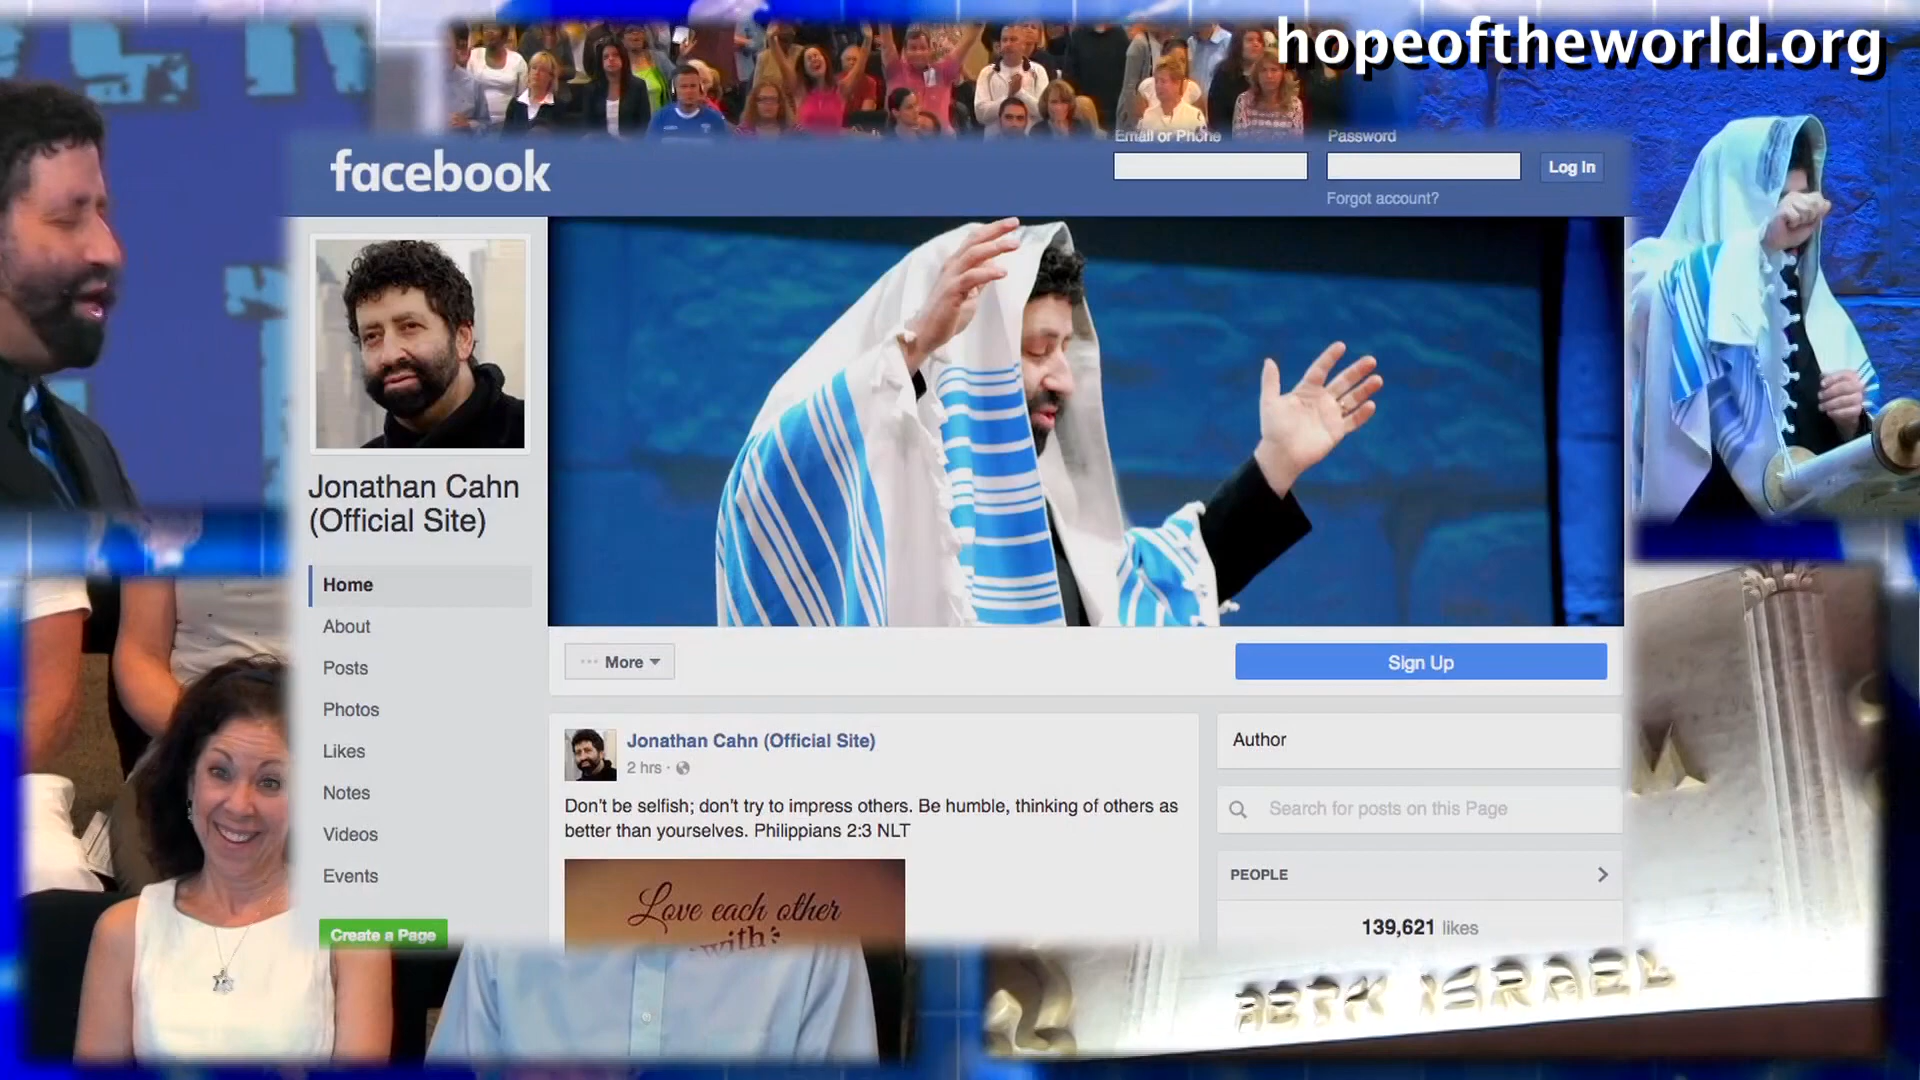 hopeoftheworld.org
Email or Phone
Password
facebook
Log In
Forgot account?
Jonathan Cahn
(Official Site)
Home
About
Posts
Photos
Likes
Notes
Videos
Events
Create a Page
··· More
Sign Up
Jonathan Cahn (Official Site)
2 hrs ·
Don't be selfish; don't try to impress others. Be humble, thinking of others as
better than yourselves. Philippians 2:3 NLT
Love each other
with
Author
Search for posts on this Page
PEOPLE
139,621 likes
ISRAEL